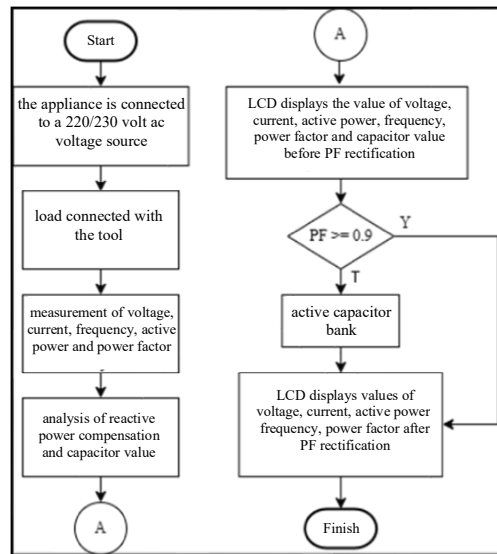 Start
the appliance is connected
to a 220/230 volt ac
voltage source
load connected with
the tool
measurement of voltage,
current, frequency, active
power and power factor
analysis of reactive
power compensation
and capacitor value
A
A
LCD displays the value of voltage,
current, active power, frequency,
power factor and capacitor value
before PF rectification
PF >= 0.9
Y
T
active capacitor
bank
LCD displays values of
voltage, current, active power
frequency, power factor after
PF rectification
Finish